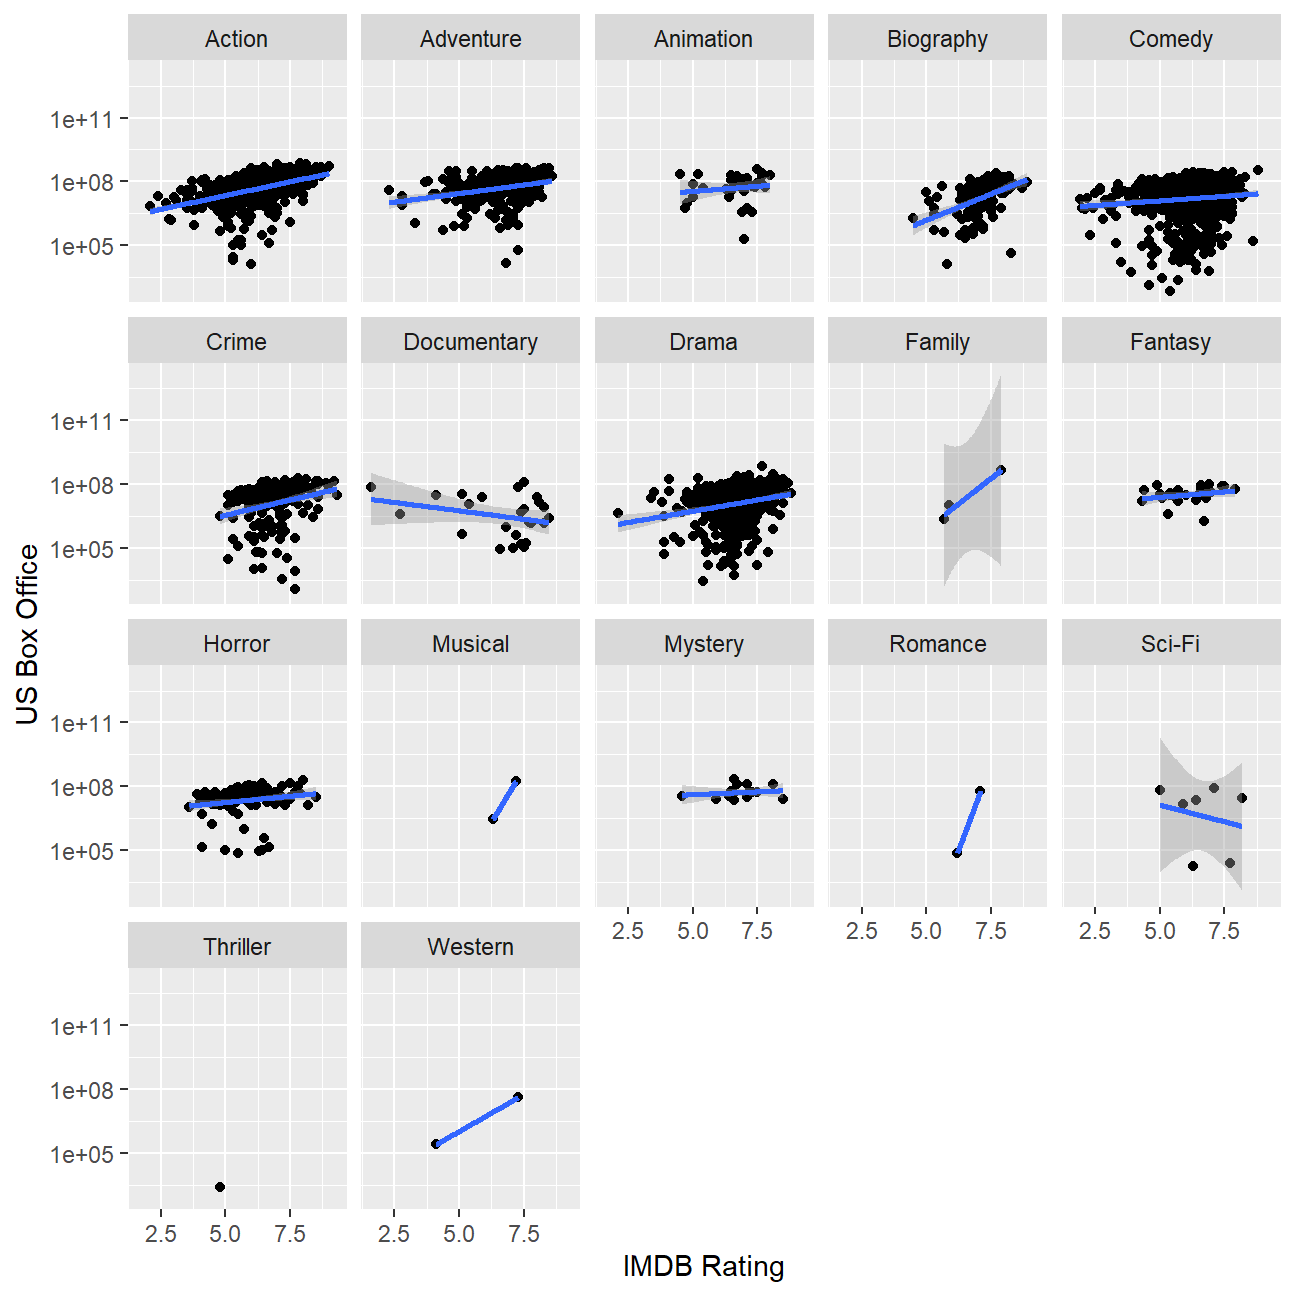 Action Adventure Animation Biography Comedy
1e+11
1e+08
1e+05
Crime Documentary Drama Family Fantasy
1e+11
1e+08
1e+05
US Box Office
Horror Musical Mystery Romance Sci-Fi
1e+11
1e+08
1e+05
2.5 5.0 7.5 2.5 5.0 7.5 2.5 5.0 7.5
Thriller Western
1e+11
1e+08
1e+05
2.5 5.0 7.5 2.5 5.0 7.5
IMDB Rating